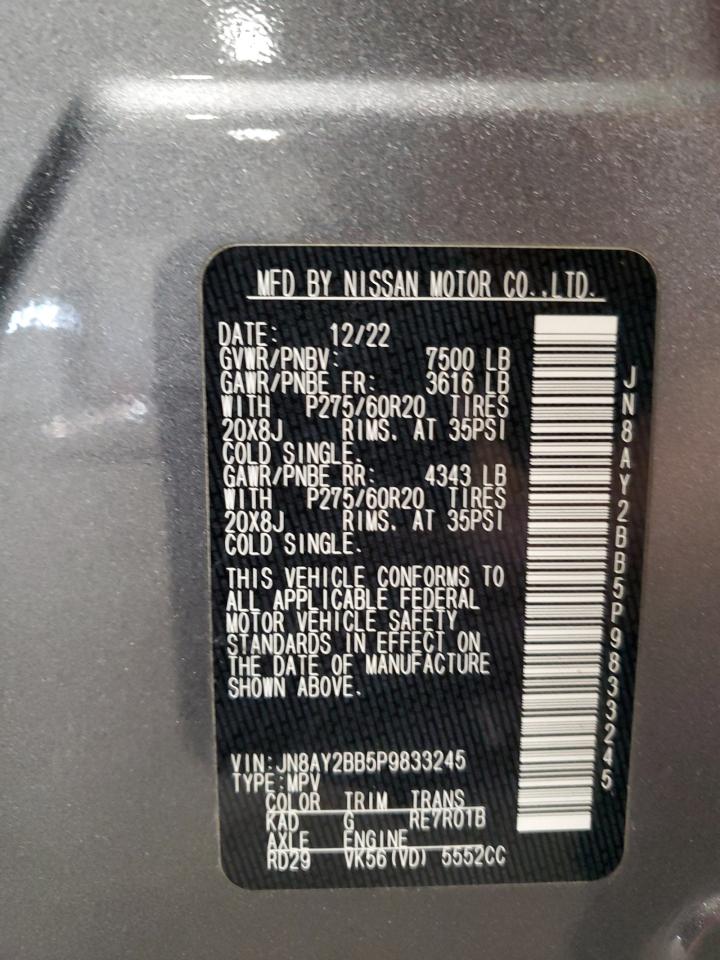 MFD BY NISSAN MOTOR CO.,LTD.
DATE: 12/22
GVWR/PNBV: 7500 LB
GAWR/PNBE FR: 3616 LB
WITH P275/60R20 TIRES
20X8J RIMS. AT 35PSI
COLD SINGLE.
GAWR/PNBE RR: 4343 LB
WITH P275/60R20 TIRES
20X8J RIMS. AT 35PSI
COLD SINGLE.
THIS VEHICLE CONFORMS TO
ALL APPLICABLE FEDERAL
MOTOR VEHICLE SAFETY
STANDARDS IN EFFECT ON
THE DATE OF MANUFACTURE
SHOWN ABOVE.
VIN:JN8AY2BB5P9833245
TYPE:MPV
COLOR TRIM TRANS
KAD G RE7R01B
AXLE ENGINE
RD29 VK56(VD) 5552CC
JN8AY2BB5P9833245